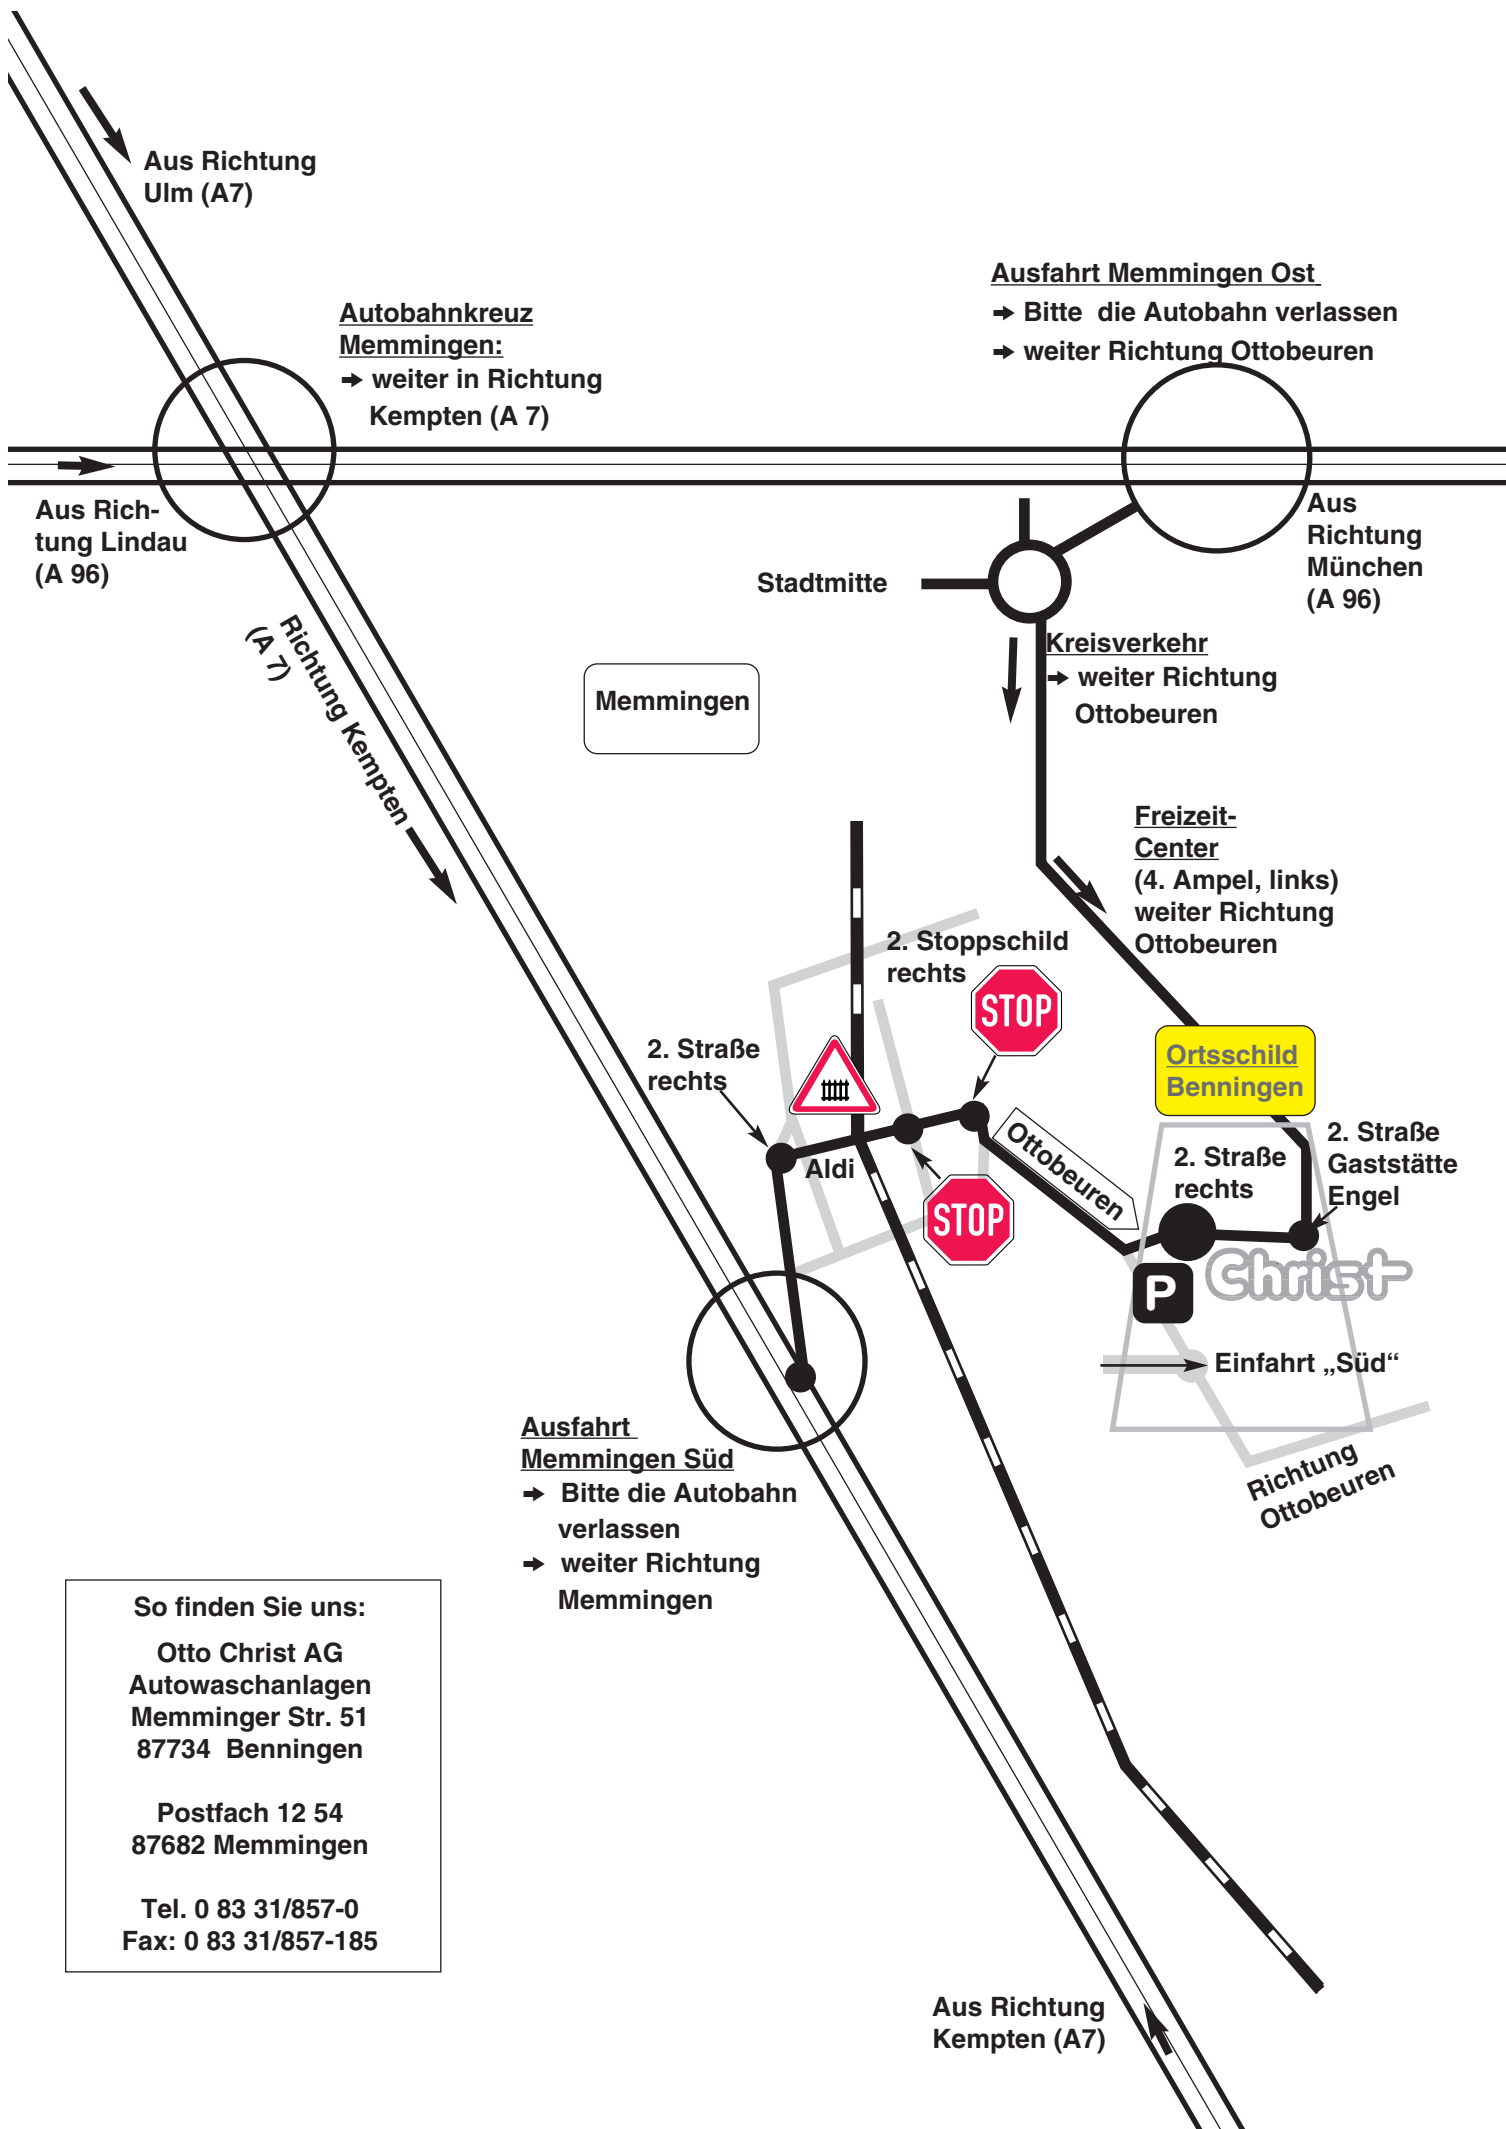 Aus Richtung
Ulm (A7)
Ausfahrt Memmingen Ost
➔ Bitte die Autobahn verlassen
➔ weiter Richtung Ottobeuren
Autobahnkreuz
Memmingen:
➔ weiter in Richtung
Kempten (A 7)
Aus Rich-
tung Lindau
(A 96)
Aus
Richtung
München
(A 96)
Stadtmitte
Richtung Kempten
(A 7)
Kreisverkehr
➔ weiter Richtung
Ottobeuren
Memmingen
Freizeit-
Center
(4. Ampel, links)
weiter Richtung
Ottobeuren
2. Stoppschild
rechts
STOP
2. Straße
rechts
Ortsschild
Benningen
Aldi
STOP
Ottobeuren
2. Straße
rechts
2. Straße
Gaststätte
Engel
Christ
P
Einfahrt „Süd“
Richtung
Ottobeuren
Ausfahrt
Memmingen Süd
➔ Bitte die Autobahn
verlassen
➔ weiter Richtung
Memmingen
So finden Sie uns:
Otto Christ AG
Autowaschanlagen
Memminger Str. 51
87734 Benningen
Postfach 12 54
87682 Memmingen
Tel. 0 83 31/857-0
Fax: 0 83 31/857-185
Aus Richtung
Kempten (A7)